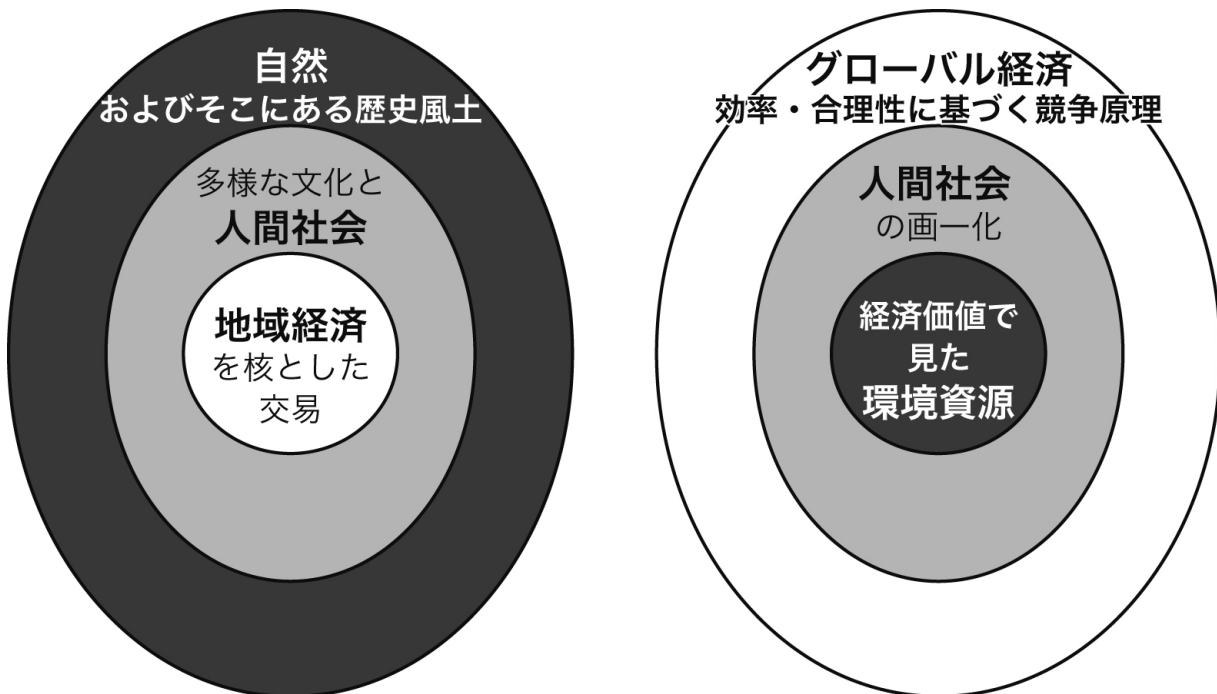 自然
およびそこにある歴史風土
多様な文化と
人間社会
地域経済
を核とした
交易
グローバル経済
効率・合理性に基づく競争原理
人間社会
の画一化
経済価値で
見た
環境資源